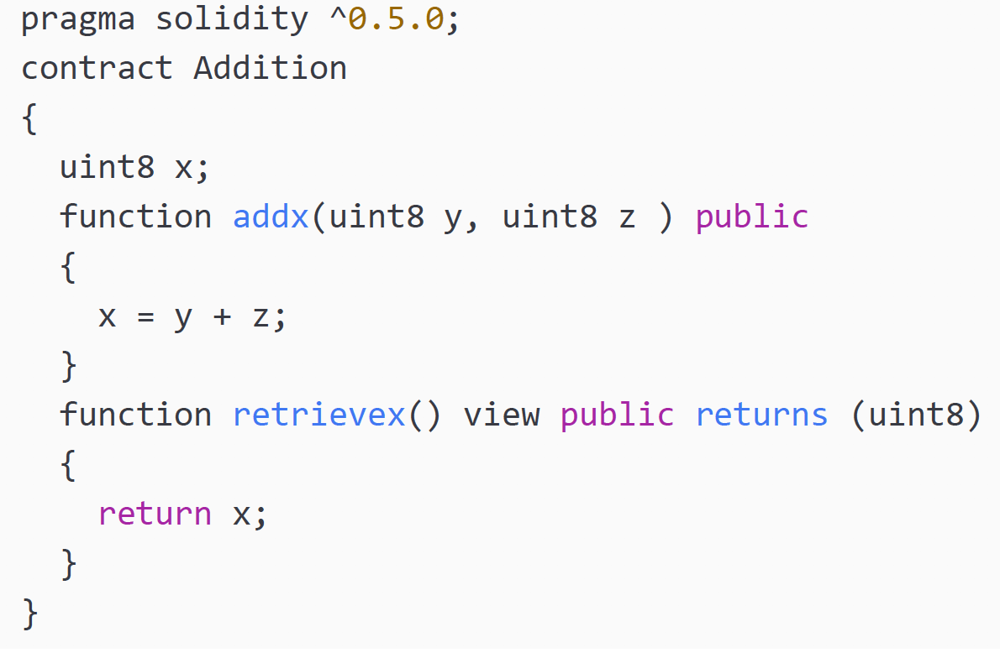 pragma solidity ^0.5.0;
contract Addition
{
  uint8 x;
  function addx(uint8 y, uint8 z ) public
  {
    x = y + z;
  }
  function retrievex() view public returns (uint8)
  {
    return x;
  }
}